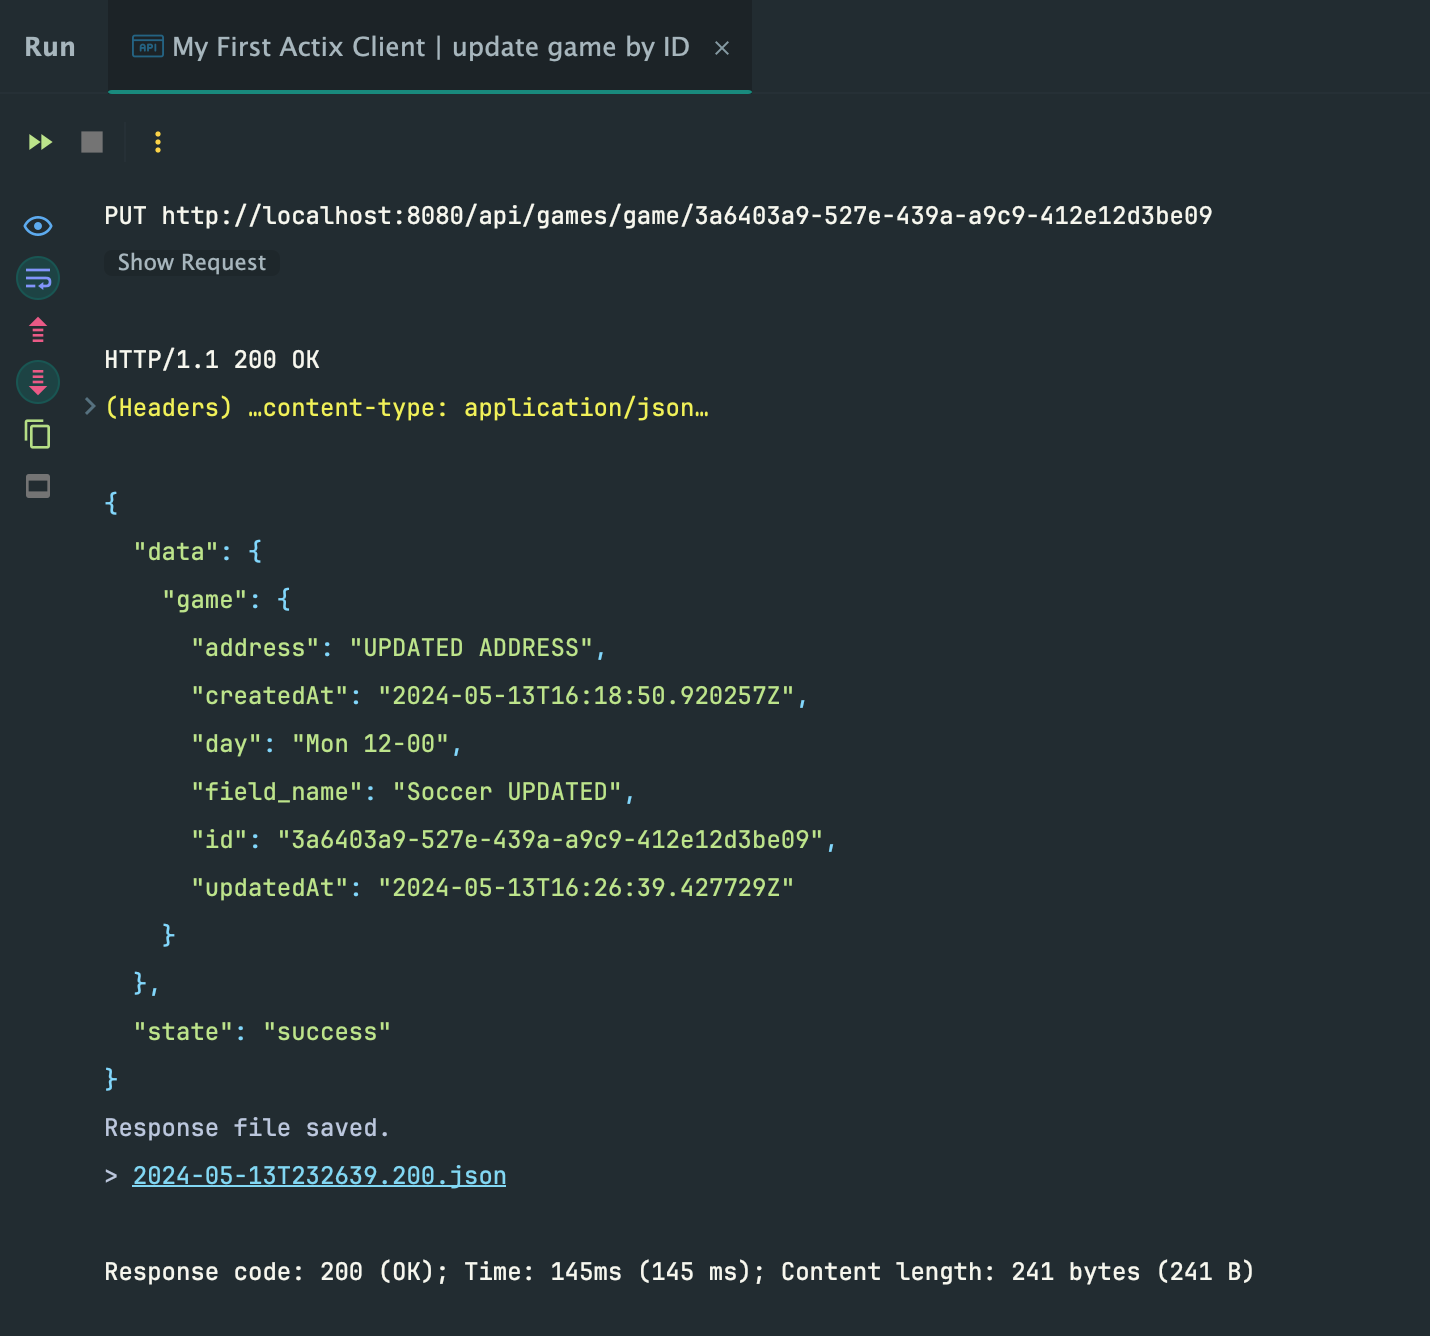 Run
API My First Actix Client | update game by ID ×
PUT http://localhost:8080/api/games/game/3a6403a9-527e-439a-a9c9-412e12d3be09
Show Request
HTTP/1.1 200 OK
(Headers) …content-type: application/json…
{
  "data": {
    "game": {
      "address": "UPDATED ADDRESS",
      "createdAt": "2024-05-13T16:18:50.920257Z",
      "day": "Mon 12-00",
      "field_name": "Soccer UPDATED",
      "id": "3a6403a9-527e-439a-a9c9-412e12d3be09",
      "updatedAt": "2024-05-13T16:26:39.427729Z"
    }
  },
  "state": "success"
}
Response file saved.
> 2024-05-13T232639.200.json
Response code: 200 (OK); Time: 145ms (145 ms); Content length: 241 bytes (241 B)